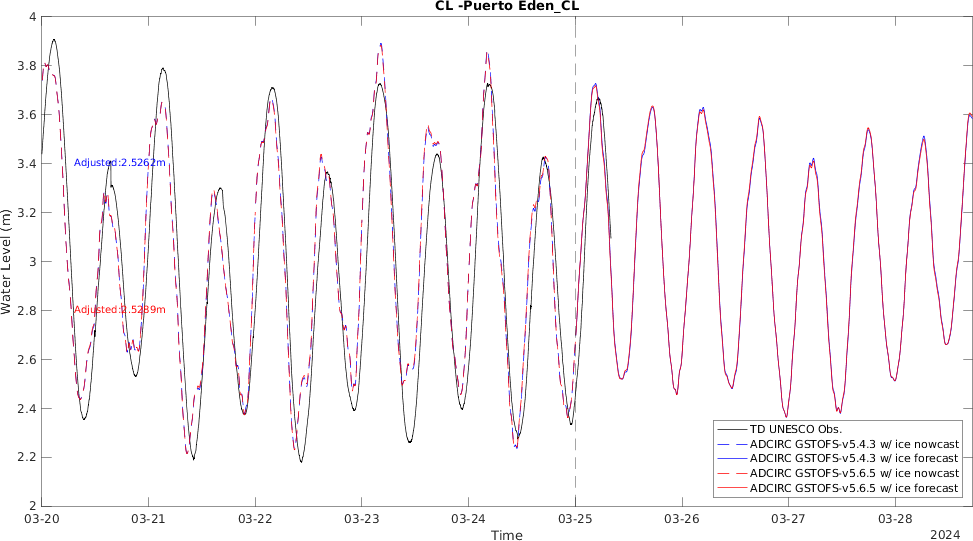 CL -Puerto Eden_CL
4
3.8
3.6
3.4
3.2
3
2.8
2.6
2.4
2.2
2
Water Level (m)
Adjusted:2.5262m
Adjusted:2.5289m
TD UNESCO Obs.
ADCIRC GSTOFS-v5.4.3 w/ ice nowcast
ADCIRC GSTOFS-v5.4.3 w/ ice forecast
ADCIRC GSTOFS-v5.6.5 w/ ice nowcast
ADCIRC GSTOFS-v5.6.5 w/ ice forecast
03-20 03-21 03-22 03-23 03-24 03-25 03-26 03-27 03-28
Time
2024